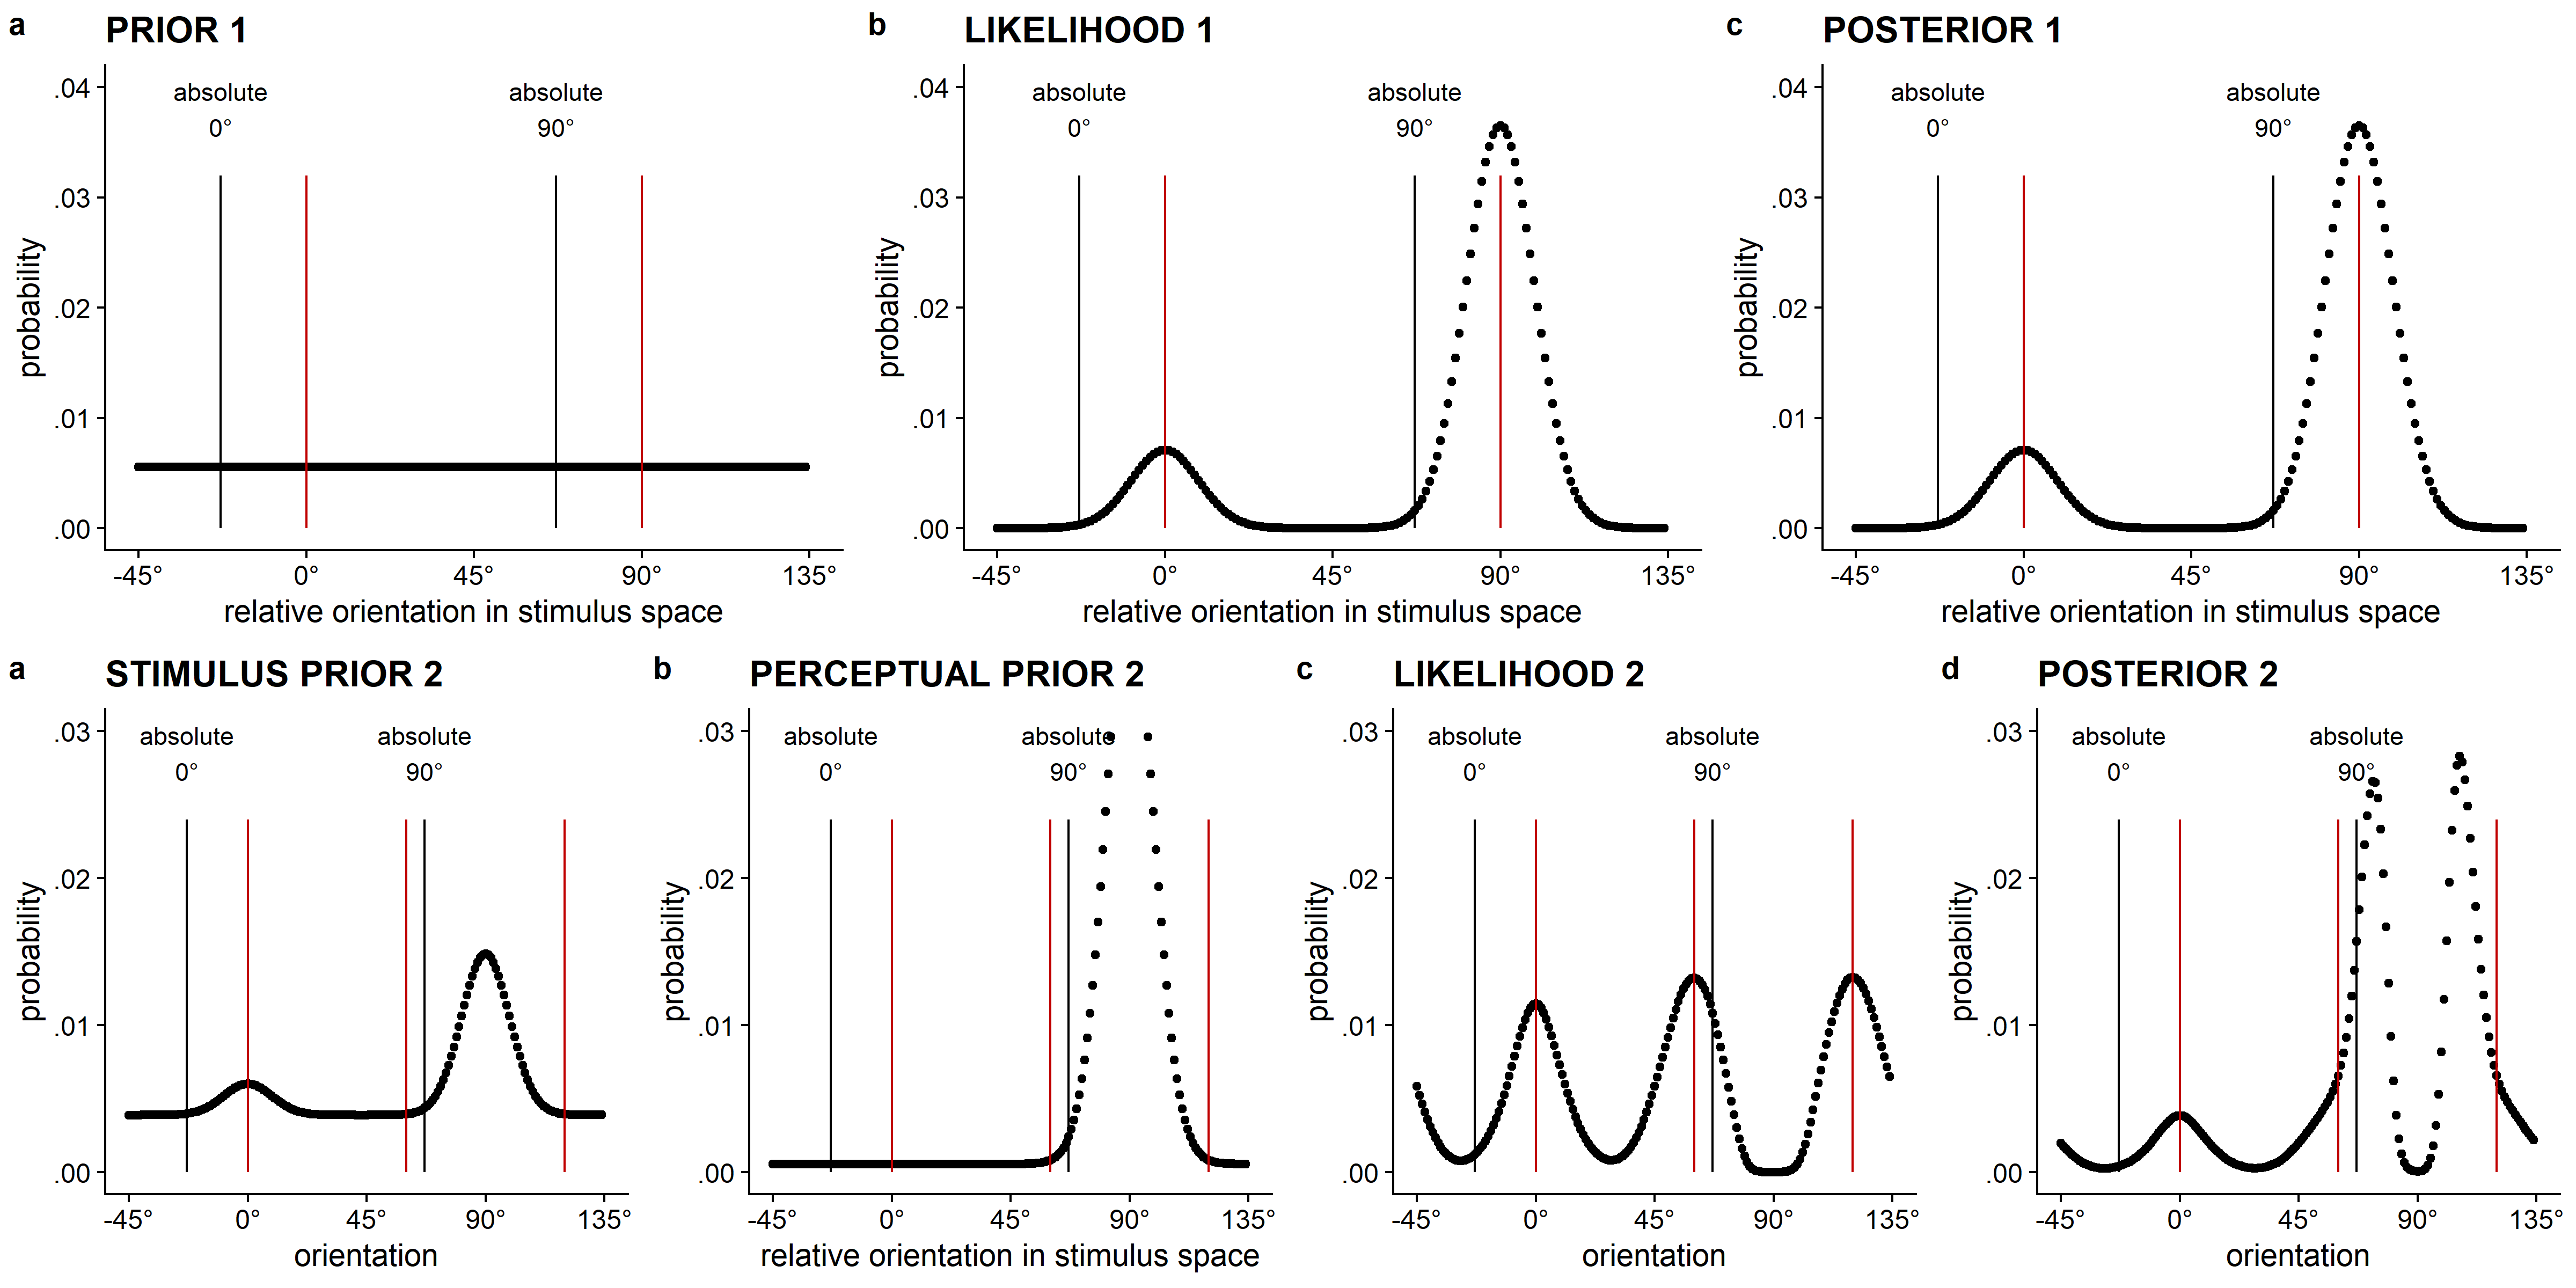 a PRIOR 1
absolute
0°
absolute
90°
.04
.03
.02
.01
.00
probability
-45° 0° 45° 90° 135°
relative orientation in stimulus space
b LIKELIHOOD 1
absolute
0°
absolute
90°
.04
.03
.02
.01
.00
probability
-45° 0° 45° 90° 135°
relative orientation in stimulus space
c POSTERIOR 1
absolute
0°
absolute
90°
.04
.03
.02
.01
.00
probability
-45° 0° 45° 90° 135°
relative orientation in stimulus space
a STIMULUS PRIOR 2
absolute
0°
absolute
90°
.03
.02
.01
.00
probability
-45° 0° 45° 90° 135°
orientation
b PERCEPTUAL PRIOR 2
absolute
0°
absolute
90°
.03
.02
.01
.00
probability
-45° 0° 45° 90° 135°
relative orientation in stimulus space
c LIKELIHOOD 2
absolute
0°
absolute
90°
.03
.02
.01
.00
probability
-45° 0° 45° 90° 135°
orientation
d POSTERIOR 2
absolute
0°
absolute
90°
.03
.02
.01
.00
probability
-45° 0° 45° 90° 135°
orientation